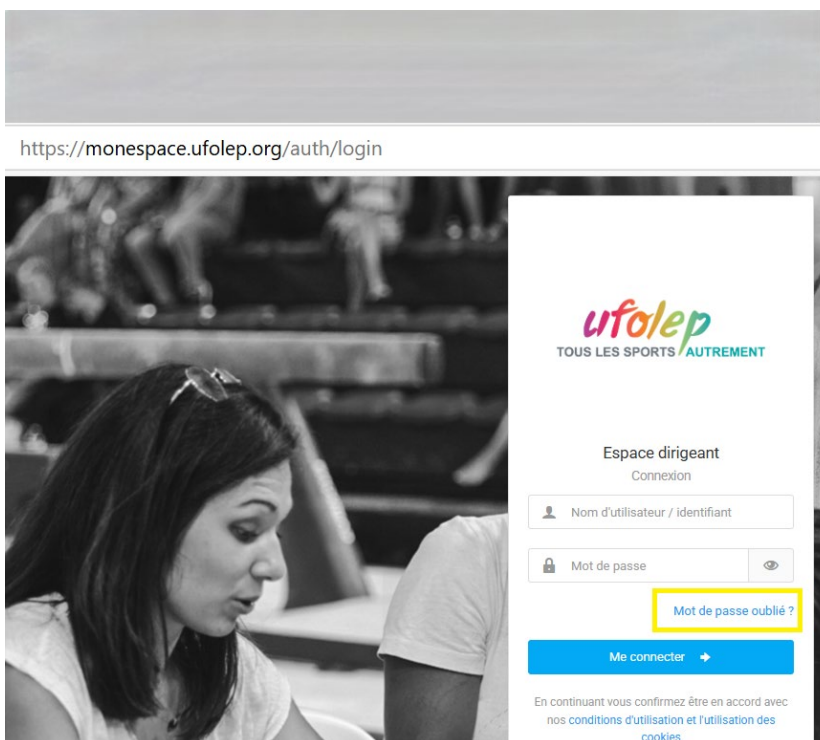 https://monespace.ufolep.org/auth/login
ufolep
TOUS LES SPORTS AUTREMENT
Espace dirigeant
Connexion
Nom d'utilisateur / identifiant
Mot de passe
Mot de passe oublié ?
Me connecter
En continuant vous confirmez être en accord avec
nos conditions d'utilisation et l'utilisation des
cookies